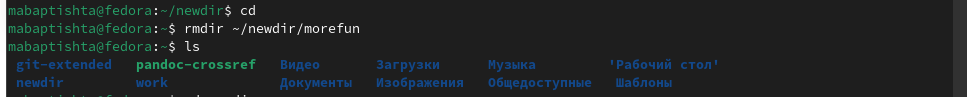 mabaptishta@fedora:~/newdir$ cd
mabaptishta@fedora:~$ rmdir ~/newdir/morefun
mabaptishta@fedora:~$ ls
git-extended pandoc-crossref Видео Загрузки Музыка 'Рабочий стол'
newdir work Документы Изображения Общедоступные Шаблоны